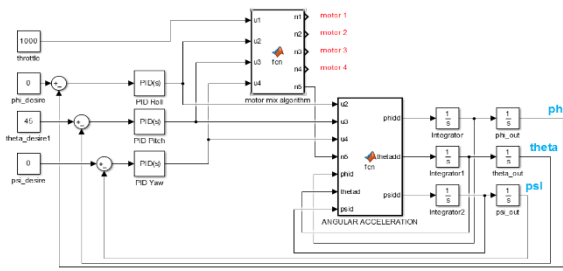 1000
throttle
0
phi_desire
45
theta_desire1
0
psi_desire
PID(s)
PID Roll
PID(s)
PID Pitch
PID(s)
PID Yaw
u1
u2
u3
u4
fcn
n1
n2
n3
n4
n5
motor mix algorithm
motor 1
motor 2
motor 3
motor 4
u2
u3
u4
n5
phid
thetad
psid
fcn
phidd
thetadd
psidd
ANGULAR ACCELERATION
1
s
Integrator
1
s
Integrator1
1
s
Integrator2
1
s
phi_out
1
s
theta_out
1
s
psi_out
ph
theta
psi